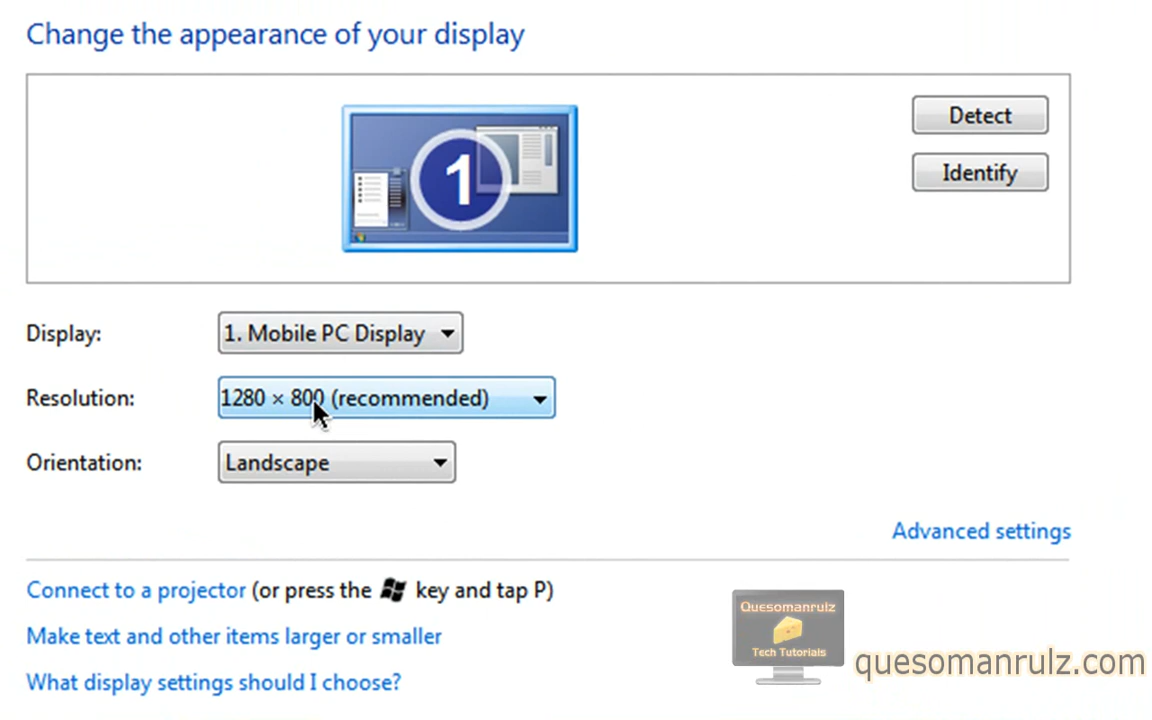 Change the appearance of your display
Detect
1
Identify
Display: 1. Mobile PC Display
Resolution: 1280 × 800 (recommended)
Orientation: Landscape
Advanced settings
Connect to a projector (or press the key and tap P)
Make text and other items larger or smaller
What display settings should I choose?
Quesomanrulz
Tech Tutorials
quesomanrulz.com